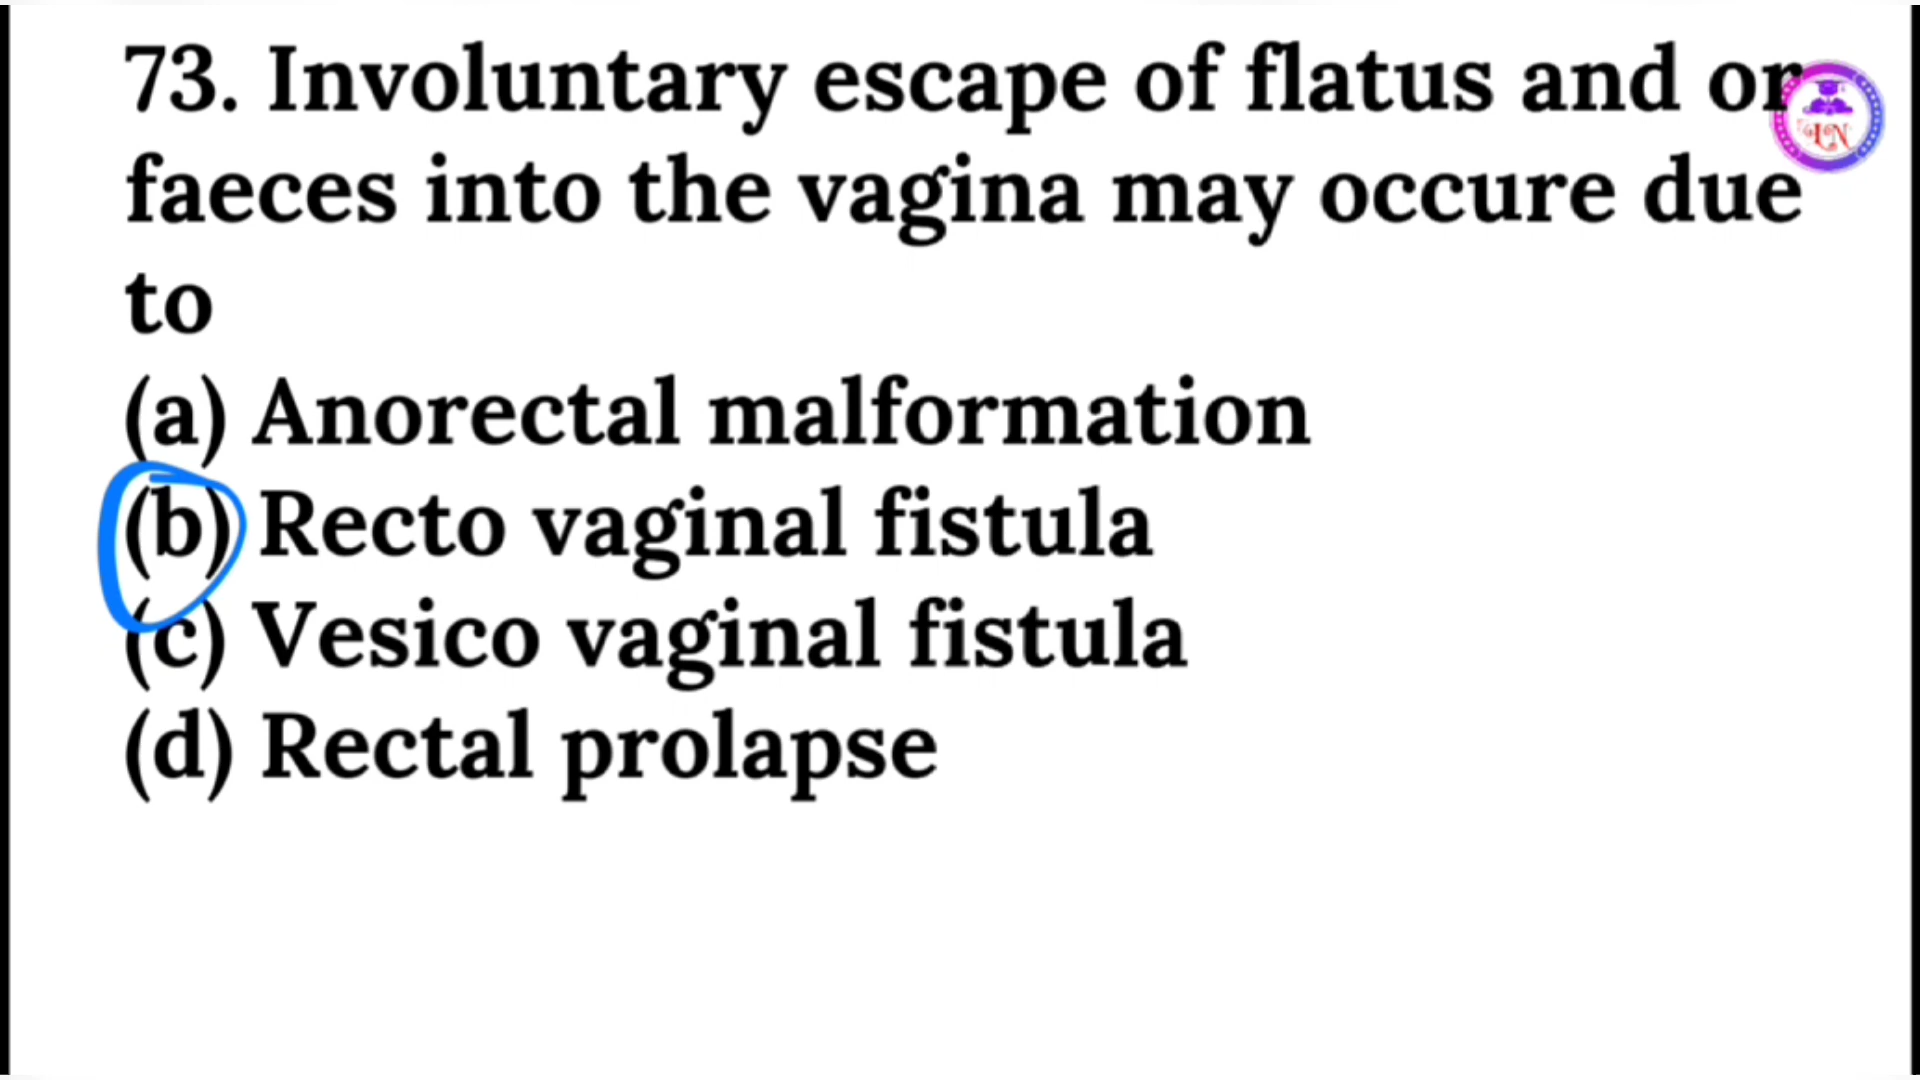 73. Involuntary escape of flatus and or
faeces into the vagina may occure due
to
(a) Anorectal malformation
(b) Recto vaginal fistula
(c) Vesico vaginal fistula
(d) Rectal prolapse
LN